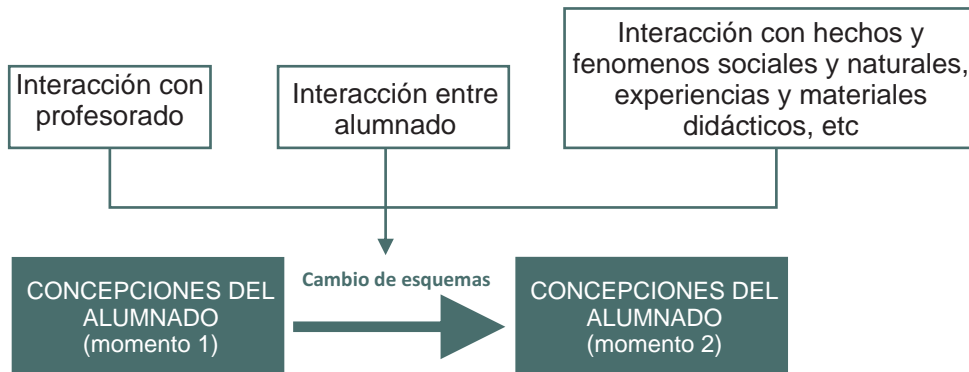 Interacción con
profesorado
Interacción entre
alumnado
Interacción con hechos y
fenomenos sociales y naturales,
experiencias y materiales
didácticos, etc
Cambio de esquemas
CONCEPCIONES DEL
ALUMNADO
(momento 1)
CONCEPCIONES DEL
ALUMNADO
(momento 2)